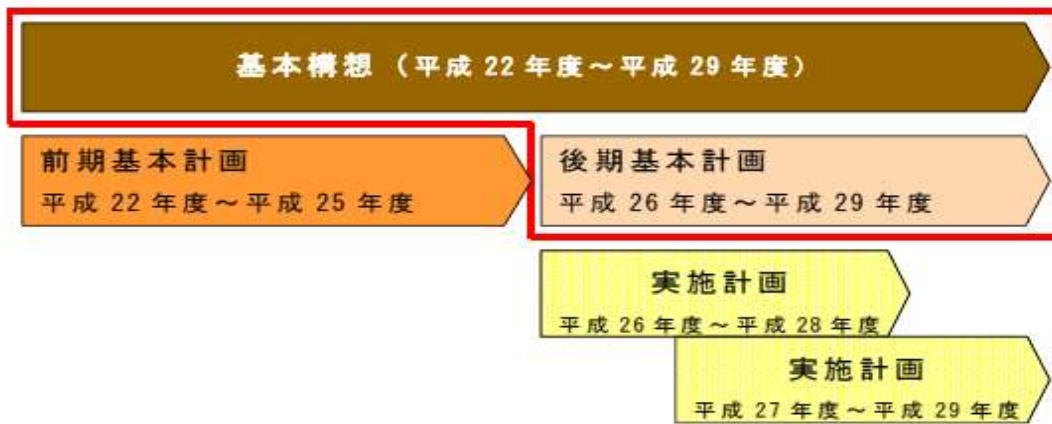 基本構想（平成 22 年度～平成 29 年度）
前期基本計画
平成 22 年度～平成 25 年度
後期基本計画
平成 26 年度～平成 29 年度
実施計画
平成 26 年度～平成 28 年度
実施計画
平成 27 年度～平成 29 年度